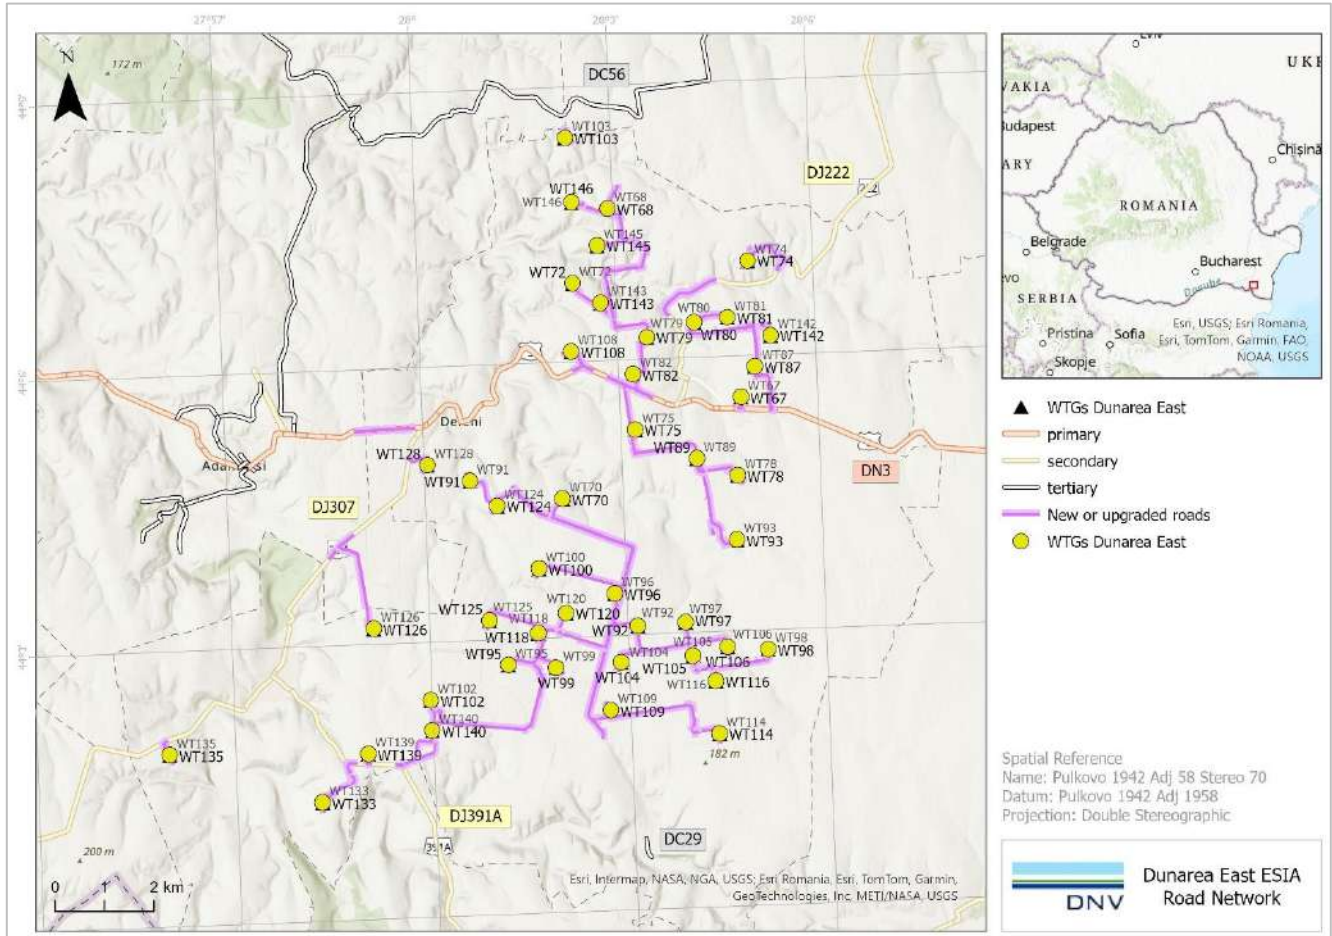 27°57'
28°
28°3'
28°6'
N
172 m
DC56
44°9'
WT103
WT103
DJ222
WT146
WT146
WT68
WT68
WT145
WT145
WT74
WT74
WT72
WT72
WT143
WT143
WT80
WT80
WT81
WT81
WT79
WT79
WT142
WT142
WT108
WT108
WT82
WT82
WT87
WT87
44°6'
WT67
WT67
WT75
WT75
WT128
WT128
WT89
WT89
WT91
WT91
WT78
WT78
DN3
DJ307
WT124
WT124
WT70
WT70
WT93
WT93
WT100
WT100
WT96
WT96
WT125
WT125
WT120
WT120
WT126
WT126
WT118
WT118
WT92
WT92
WT97
WT97
WT95
WT95
WT99
WT99
WT104
WT104
WT105
WT105
WT106
WT106
WT98
WT98
WT116
WT116
WT102
WT102
WT109
WT109
WT140
WT140
WT114
WT114
182 m
WT135
WT135
WT139
WT139
WT133
WT133
DJ391A
391A
DC29
200 m
0 1 2 km
Esri, Intermap, NASA, NGA, USGS; Esri Romania, Esri, TomTom, Garmin,
GeoTechnologies, Inc, METI/NASA, USGS
Budapest
Chișinău
ROMANIA
Belgrade
Bucharest
Danube
SERBIA
Pristina
Sofia
Skopje
Esri, USGS; Esri Romania,
Esri, TomTom, Garmin, FAO,
NOAA, USGS
WTGs Dunarea East
primary
secondary
tertiary
New or upgraded roads
WTGs Dunarea East
Spatial Reference
Name: Pulkovo 1942 Adj 58 Stereo 70
Datum: Pulkovo 1942 Adj 1958
Projection: Double Stereographic
DNV
Dunarea East ESIA
Road Network